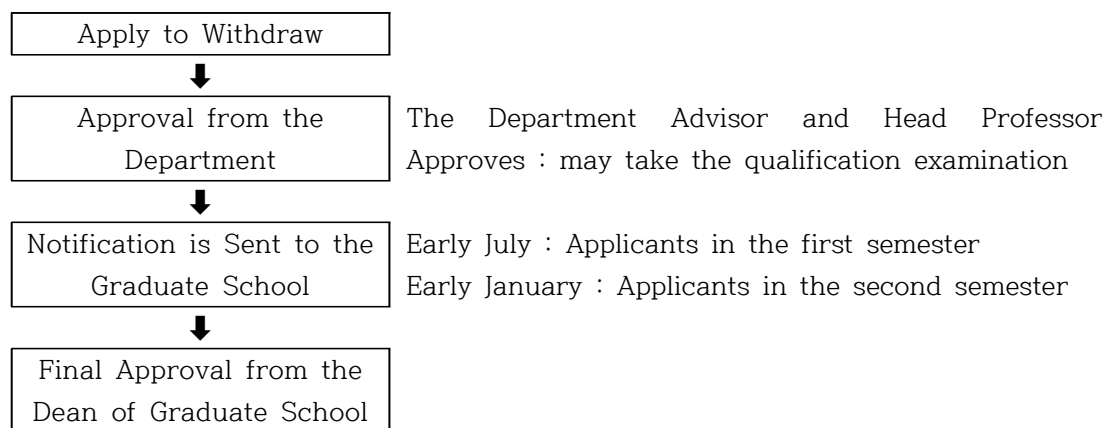 Apply to Withdraw
Approval from the
Department
The Department Advisor and Head Professor
Approves : may take the qualification examination
Notification is Sent to the
Graduate School
Early July : Applicants in the first semester
Early January : Applicants in the second semester
Final Approval from the
Dean of Graduate School